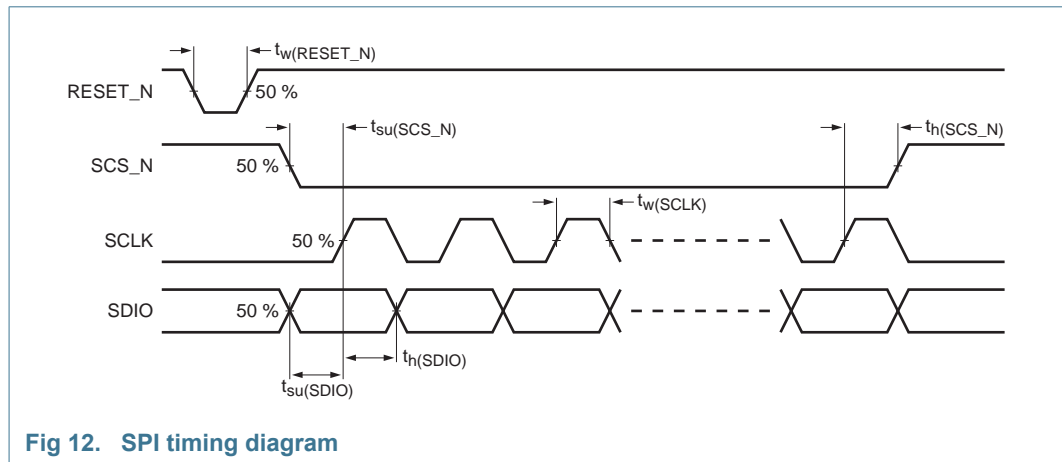 tw(RESET_N)
RESET_N
50 %
tsu(SCS_N)
th(SCS_N)
SCS_N
50 %
tw(SCLK)
SCLK
50 %
SDIO
50 %
th(SDIO)
tsu(SDIO)
Fig 12. SPI timing diagram